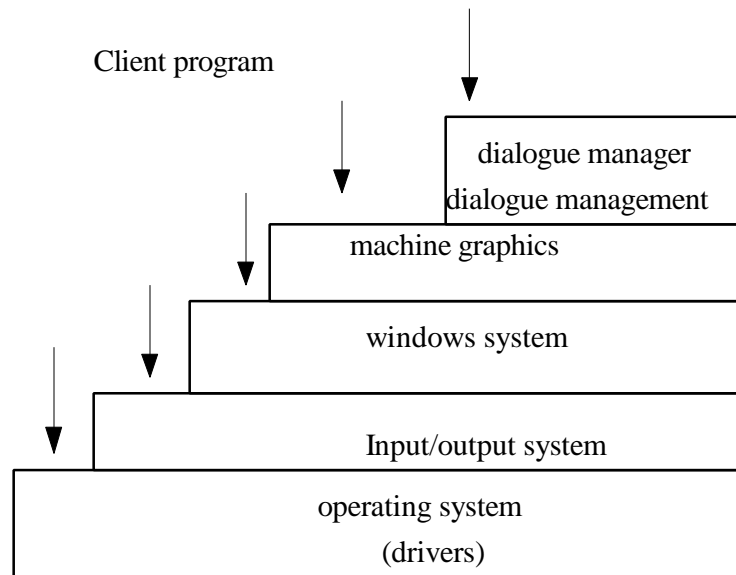 Client program
dialogue manager
dialogue management
machine graphics
windows system
Input/output system
operating system
(drivers)